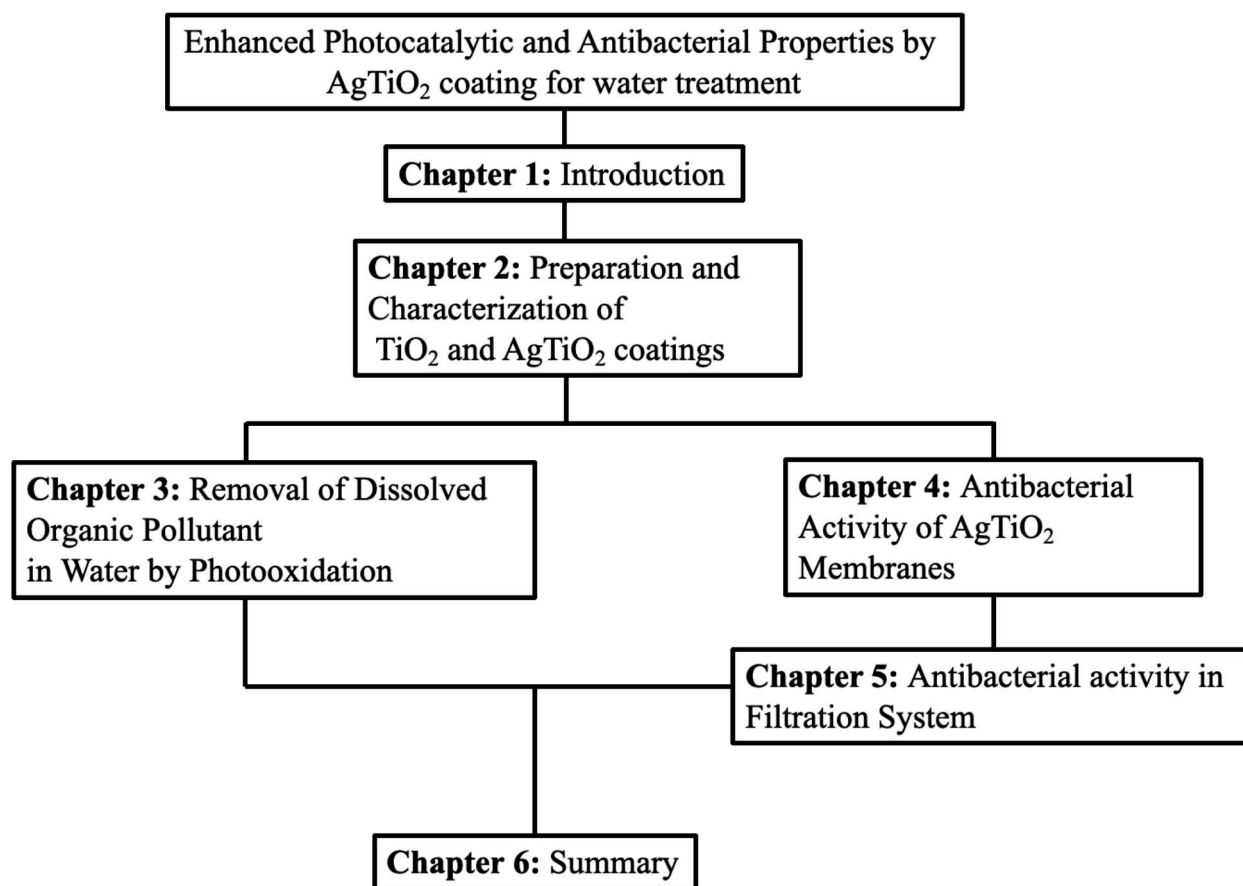 Enhanced Photocatalytic and Antibacterial Properties by
AgTiO₂ coating for water treatment
Chapter 1: Introduction
Chapter 2: Preparation and
Characterization of
TiO₂ and AgTiO₂ coatings
Chapter 3: Removal of Dissolved
Organic Pollutant
in Water by Photooxidation
Chapter 4: Antibacterial
Activity of AgTiO₂
Membranes
Chapter 5: Antibacterial activity in
Filtration System
Chapter 6: Summary